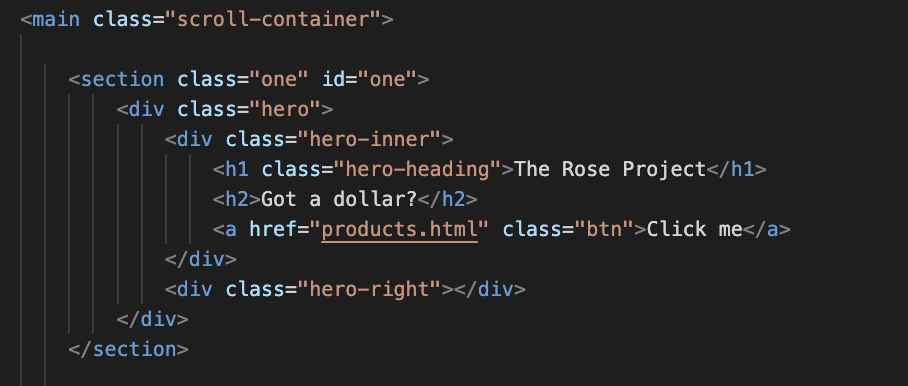 <main class="scroll-container">
<section class="one" id="one">
<div class="hero">
<div class="hero-inner">
<h1 class="hero-heading">The Rose Project</h1>
<h2>Got a dollar?</h2>
<a href="products.html" class="btn">Click me</a>
</div>
<div class="hero-right"></div>
</div>
</section>